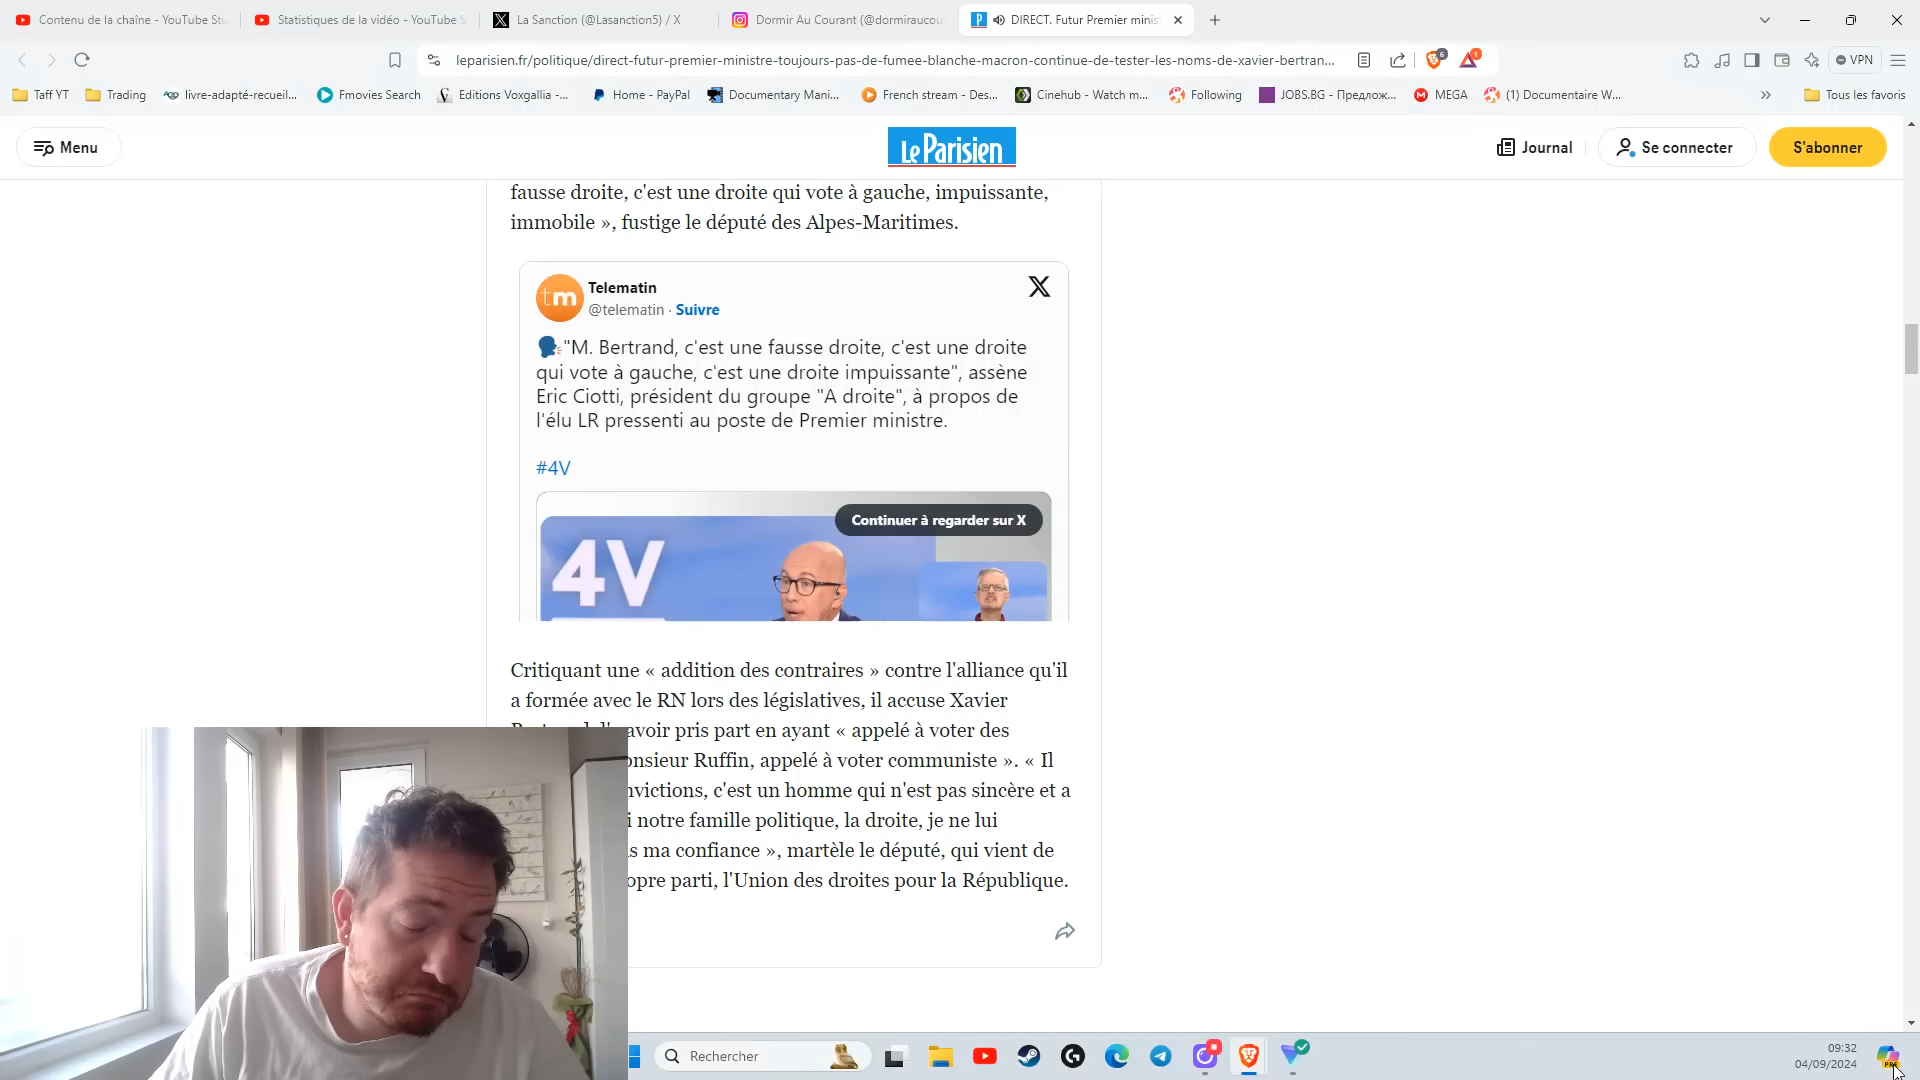 Contenu de la chaîne - YouTube Stu
Statistiques de la vidéo - YouTube S
La Sanction (@Lasanction5) / X
Dormir Au Courant (@dormiraucou
DIRECT. Futur Premier minis
leparisien.fr/politique/direct-futur-premier-ministre-toujours-pas-de-fumee-blanche-macron-continue-de-tester-les-noms-de-xavier-bertran...
6
1
VPN
Taff YT
Trading
livre-adapté-recueil...
Fmovies Search
Editions Voxgallia -...
Home - PayPal
Documentary Mani...
French stream - Des...
Cinehub - Watch m...
Following
JOBS.BG - Предлож...
MEGA
(1) Documentaire W...
Tous les favoris
Menu
Le Parisien
Journal
Se connecter
S'abonner
fausse droite, c'est une droite qui vote à gauche, impuissante,
immobile », fustige le député des Alpes-Maritimes.
tm
Telematin
@telematin · Suivre
"M. Bertrand, c'est une fausse droite, c'est une droite
qui vote à gauche, c'est une droite impuissante", assène
Eric Ciotti, président du groupe "A droite", à propos de
l'élu LR pressenti au poste de Premier ministre.
#4V
Continuer à regarder sur X
4V
Critiquant une « addition des contraires » contre l'alliance qu'il
a formée avec le RN lors des législatives, il accuse Xavier
avoir pris part en ayant « appelé à voter des
Ruffin, appelé à voter communiste ». « Il
c'est un homme qui n'est pas sincère et a
notre famille politique, la droite, je ne lui
ma confiance », martèle le député, qui vient de
parti, l'Union des droites pour la République.
Rechercher
09:32
04/09/2024
PRE